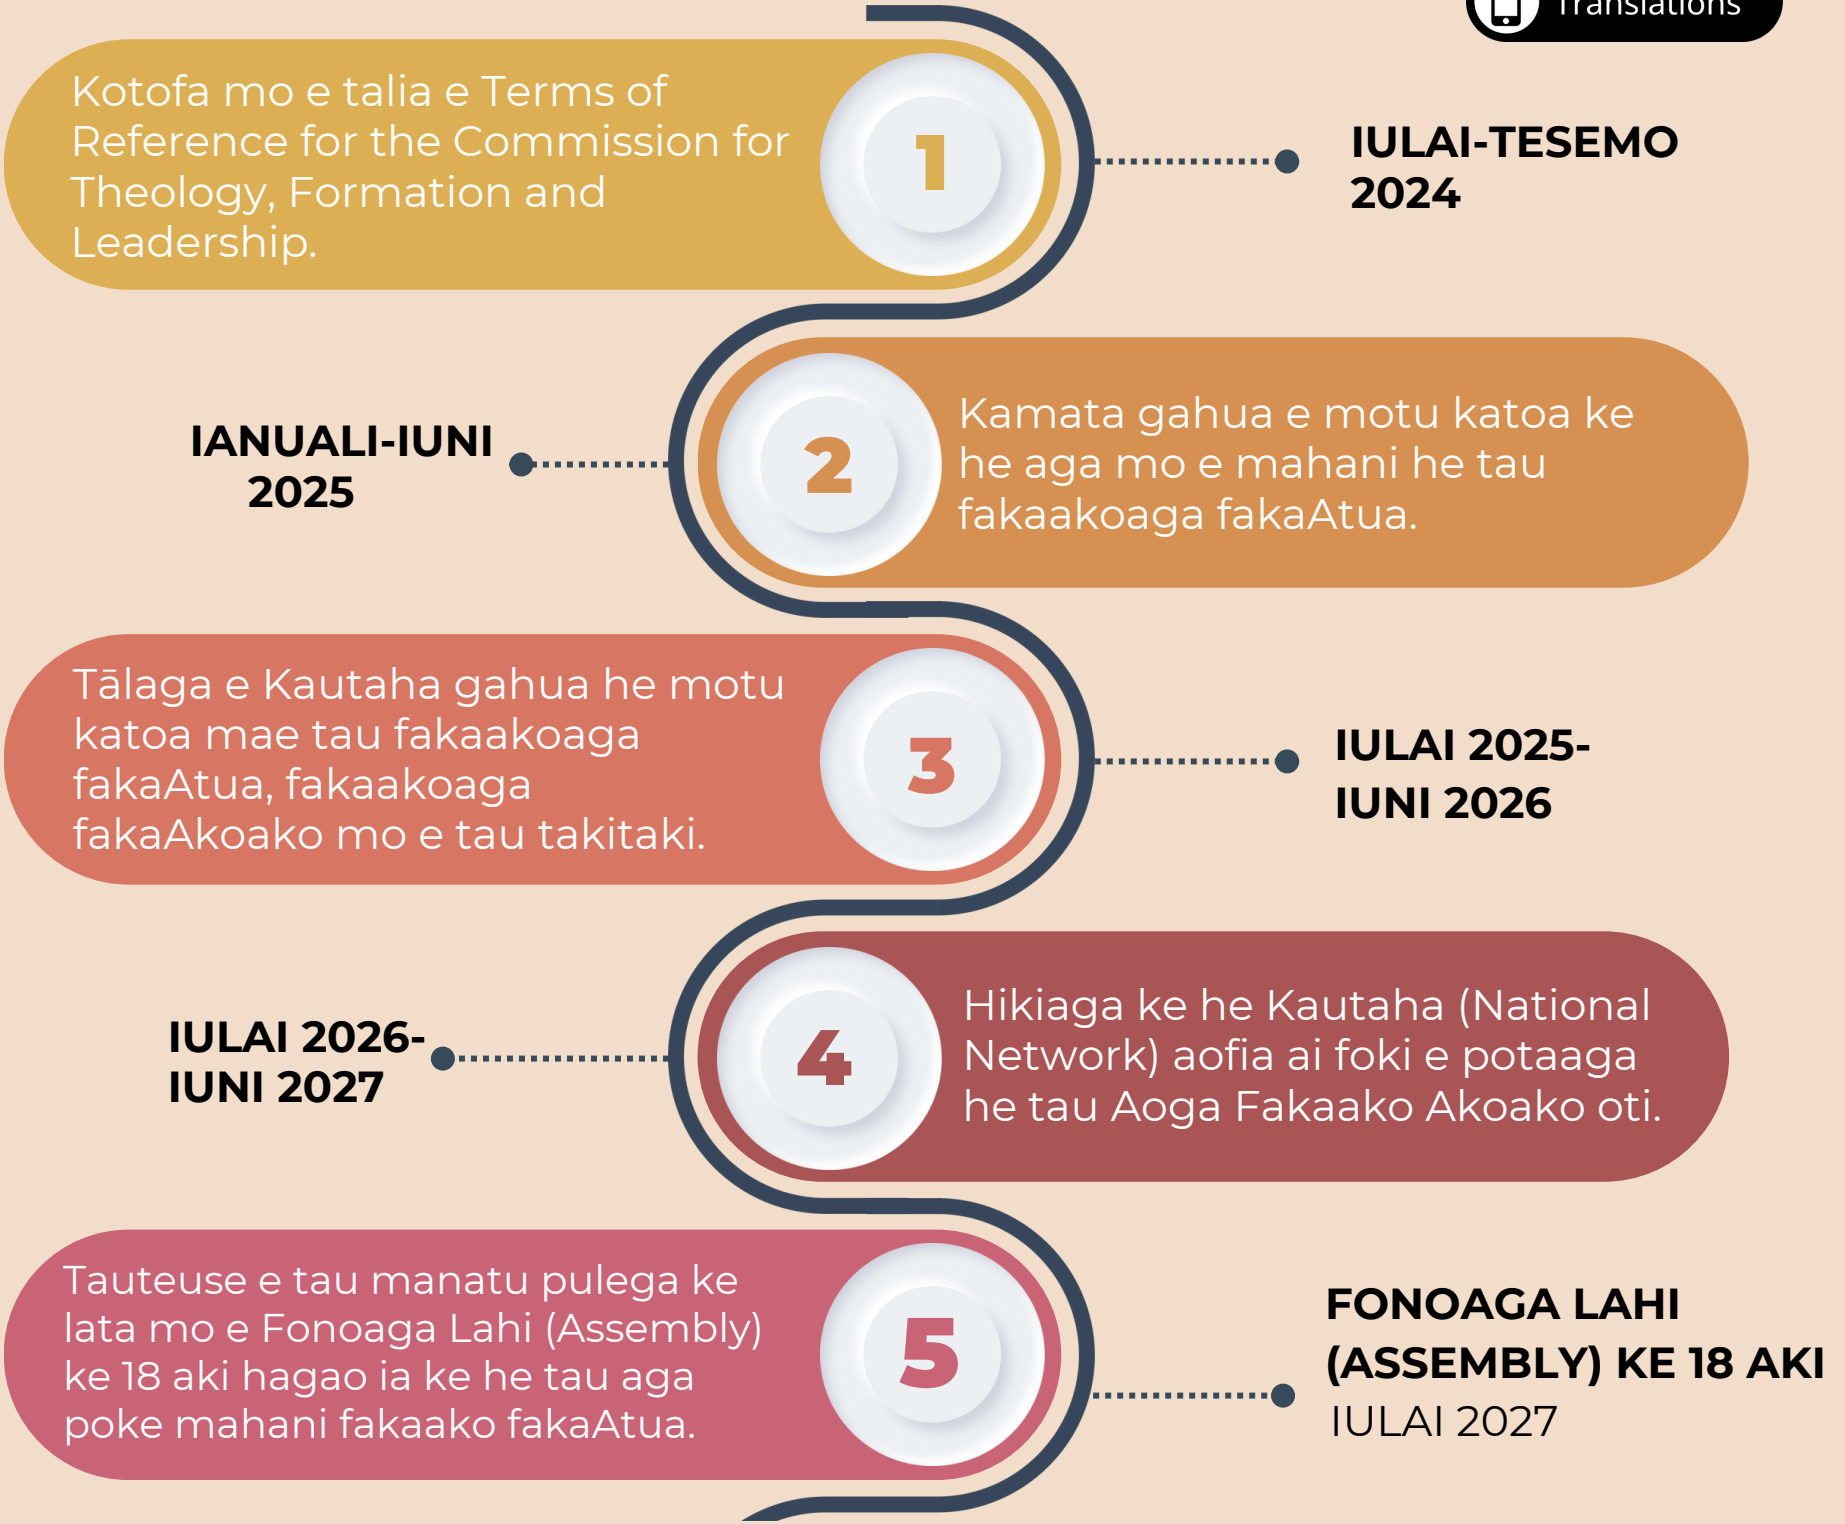 Translations
Kotofa mo e talia e Terms of
Reference for the Commission for
Theology, Formation and
Leadership.
1
IULAI-TESEMO
2024
IANUALI-IUNI
2025
2
Kamata gahua e motu katoa ke
he aga mo e mahani he tau
fakaakoaga fakaAtua.
Tālaga e Kautaha gahua he motu
katoa mae tau fakaakoaga
fakaAtua, fakaakoaga
fakaAkoako mo e tau takitaki.
3
IULAI 2025-
IUNI 2026
IULAI 2026-
IUNI 2027
4
Hikiaga ke he Kautaha (National
Network) aofia ai foki e potaaga
he tau Aoga Fakaako Akoako oti.
Tauteuse e tau manatu pulega ke
lata mo e Fonoaga Lahi (Assembly)
ke 18 aki hagao ia ke he tau aga
poke mahani fakaako fakaAtua.
5
FONOAGA LAHI
(ASSEMBLY) KE 18 AKI
IULAI 2027